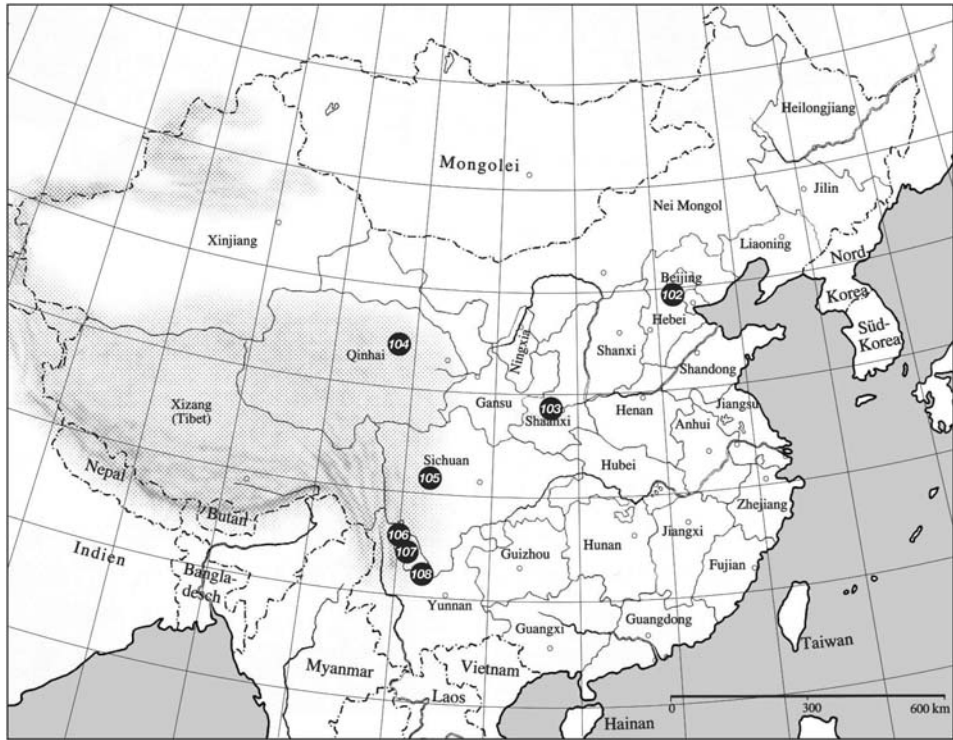 Heilongjiang
Mongolei
Jilin
Nei Mongol
Xinjiang
Liaoning
Nord-
Korea
Beijing
102
Hebei
Süd-
Korea
104
Qinhai
Ningxia
Shanxi
Shandong
Gansu
103
Shaanxi
Henan
Jiangsu
Xizang
(Tibet)
Anhui
Sichuan
105
Hubei
Nepal
Zhejiang
Butan
106
107
108
Guizhou
Hunan
Jiangxi
Indien
Fujian
Bangla-
desch
Yunnan
Guangxi
Guangdong
Taiwan
Myanmar
Vietnam
Laos
Hainan
0 300 600 km